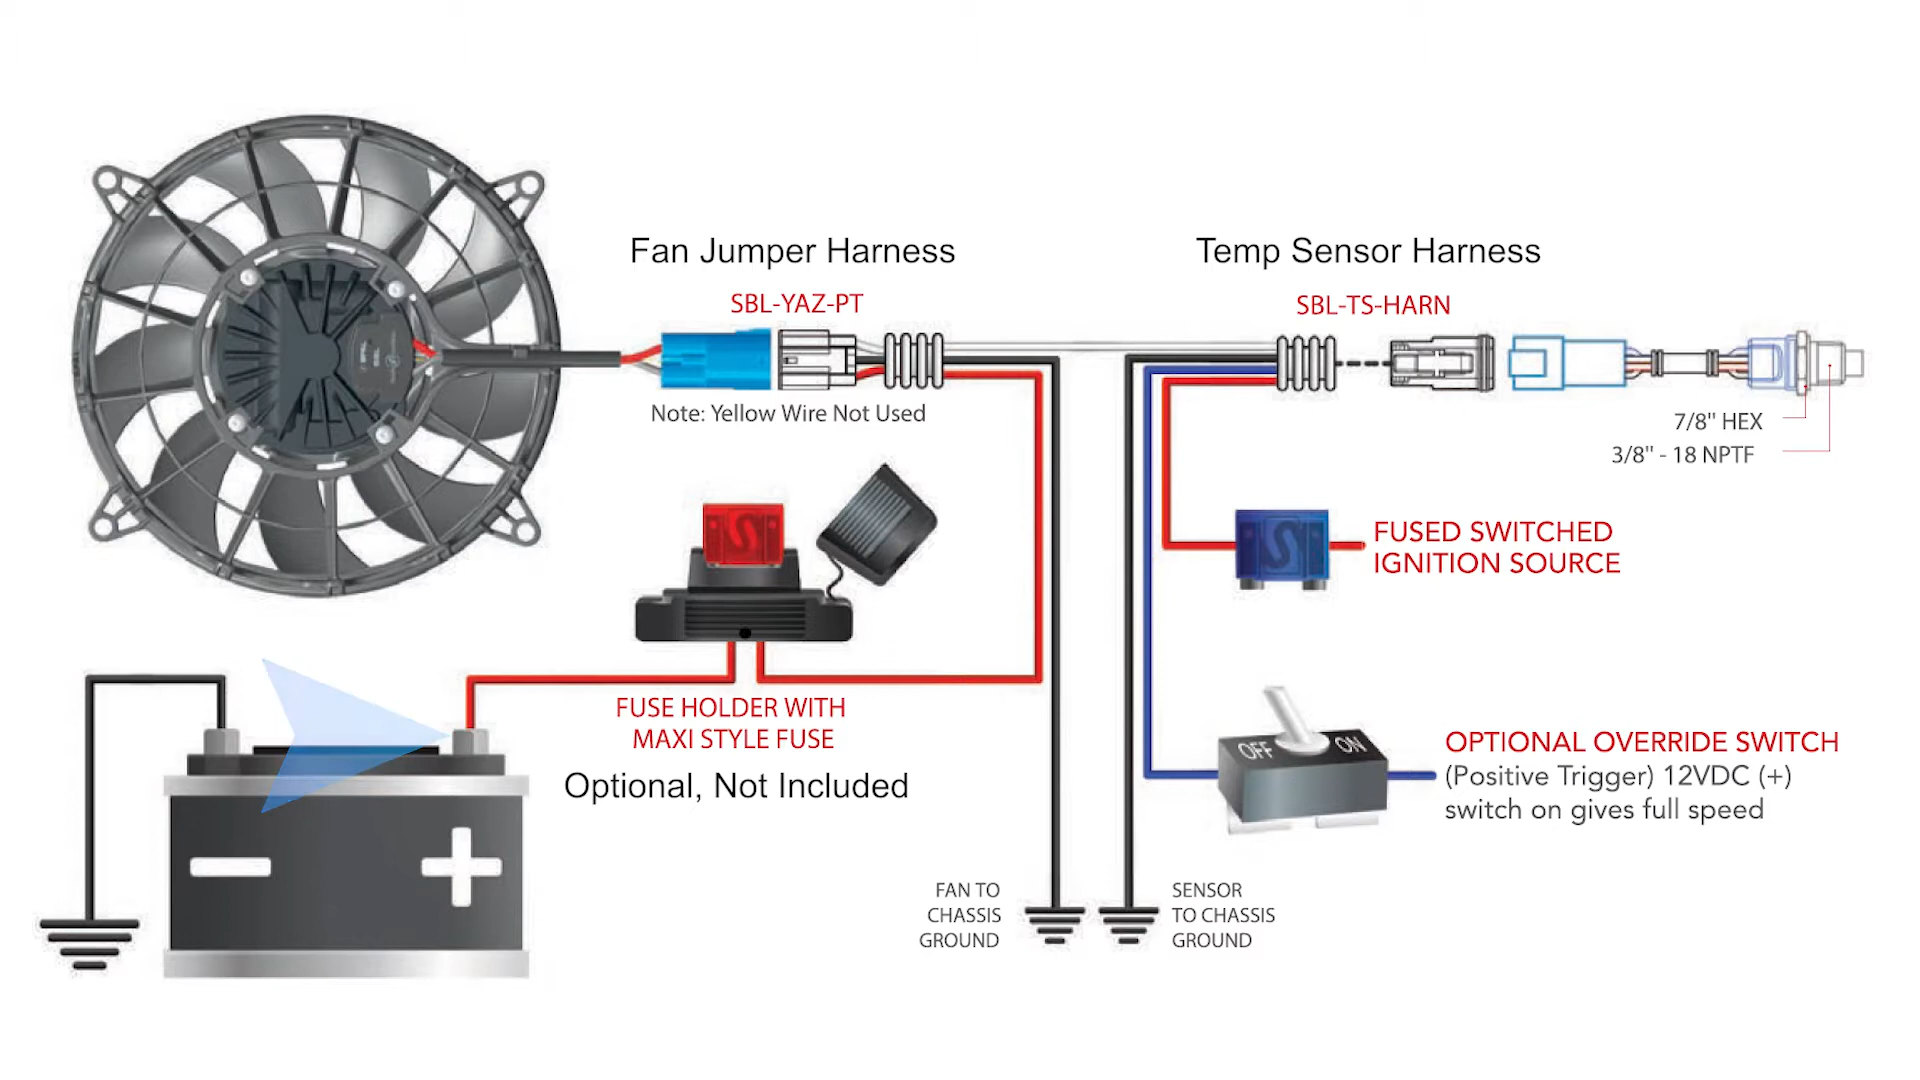 Fan Jumper Harness
SBL-YAZ-PT
Note: Yellow Wire Not Used
Temp Sensor Harness
SBL-TS-HARN
7/8" HEX
3/8" - 18 NPTF
FUSED SWITCHED
IGNITION SOURCE
FUSE HOLDER WITH
MAXI STYLE FUSE
Optional, Not Included
OFF
ON
OPTIONAL OVERRIDE SWITCH
(Positive Trigger) 12VDC (+)
switch on gives full speed
FAN TO
CHASSIS
GROUND
SENSOR
TO CHASSIS
GROUND